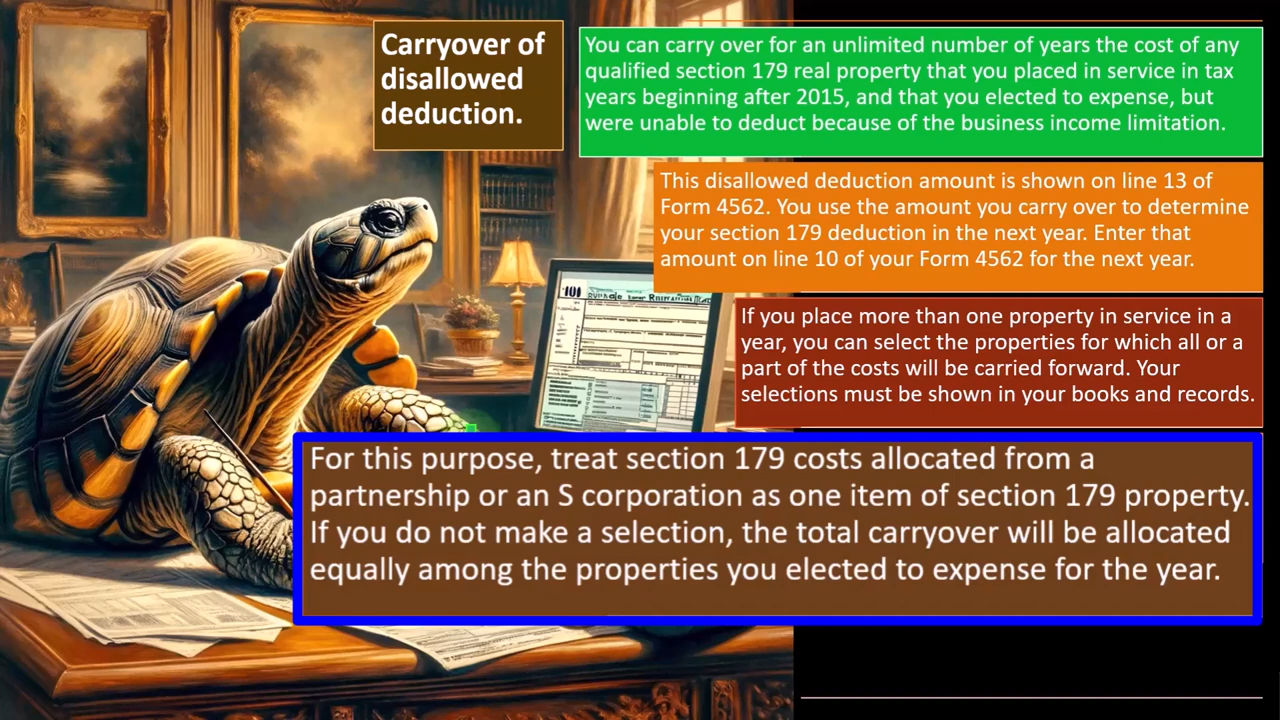 Carryover of
disallowed
deduction.
You can carry over for an unlimited number of years the cost of any
qualified section 179 real property that you placed in service in tax
years beginning after 2015, and that you elected to expense, but
were unable to deduct because of the business income limitation.
This disallowed deduction amount is shown on line 13 of
Form 4562. You use the amount you carry over to determine
your section 179 deduction in the next year. Enter that
amount on line 10 of your Form 4562 for the next year.
If you place more than one property in service in a
year, you can select the properties for which all or a
part of the costs will be carried forward. Your
selections must be shown in your books and records.
For this purpose, treat section 179 costs allocated from a
partnership or an S corporation as one item of section 179 property.
If you do not make a selection, the total carryover will be allocated
equally among the properties you elected to expense for the year.